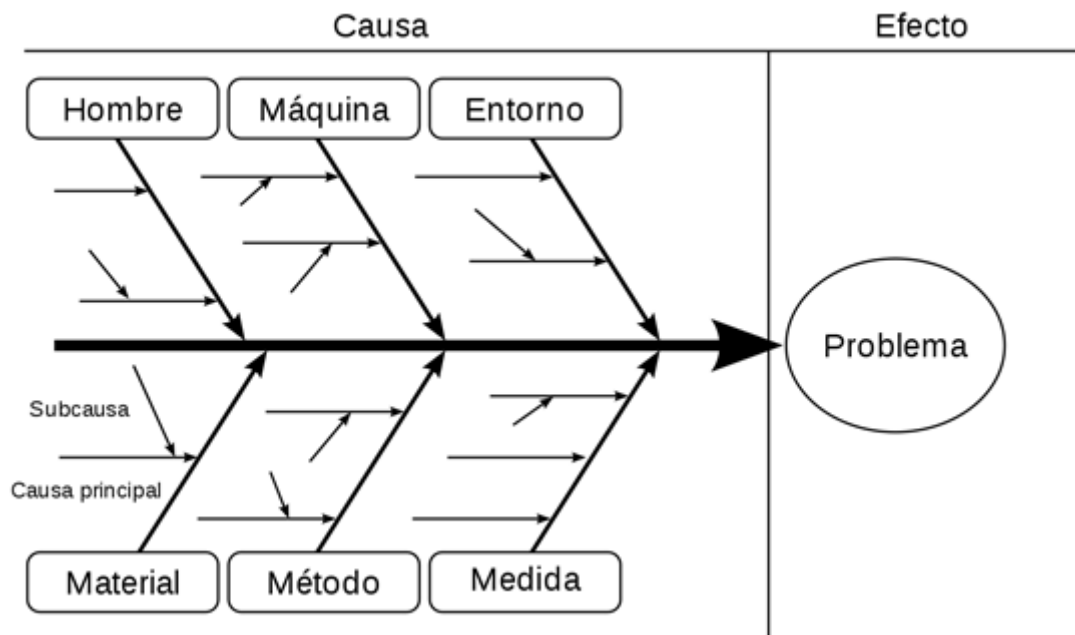 Causa
Efecto
Hombre
Máquina
Entorno
Problema
Subcausa
Causa principal
Material
Método
Medida